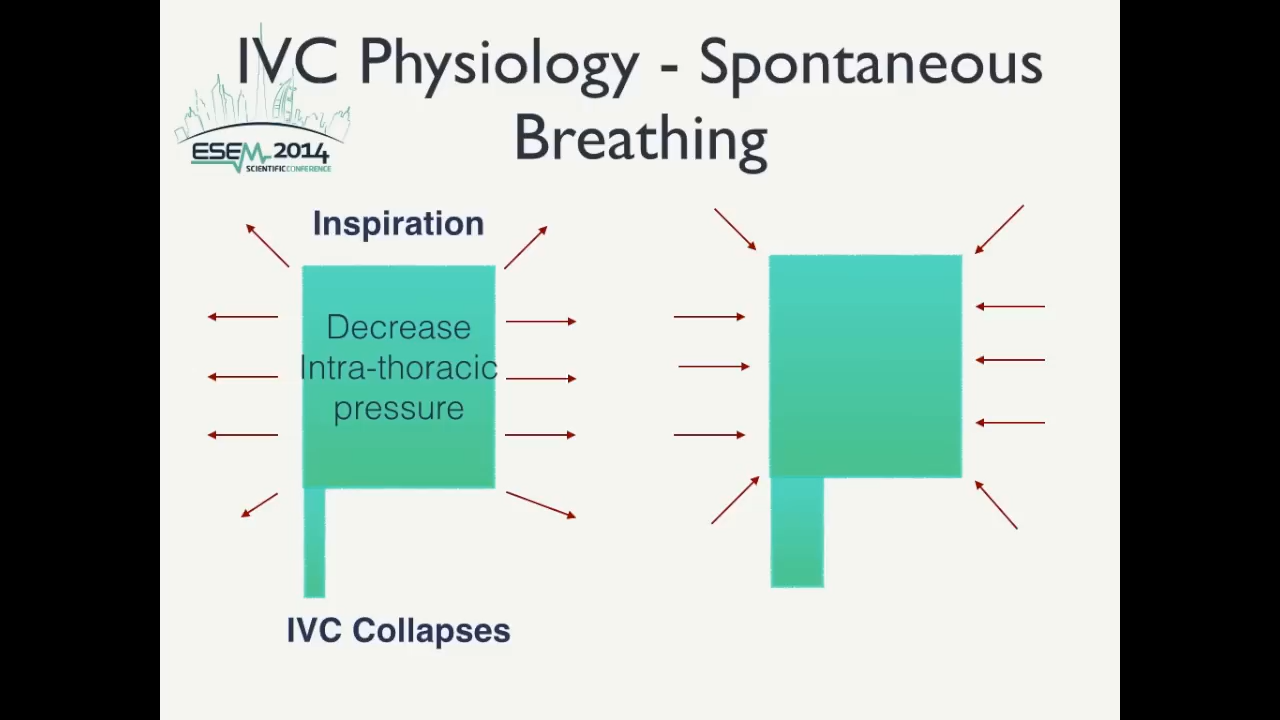 IVC Physiology - Spontaneous
Breathing
ESEM 2014
SCIENTIFIC CONFERENCE
Inspiration
Decrease
Intra-thoracic
pressure
IVC Collapses